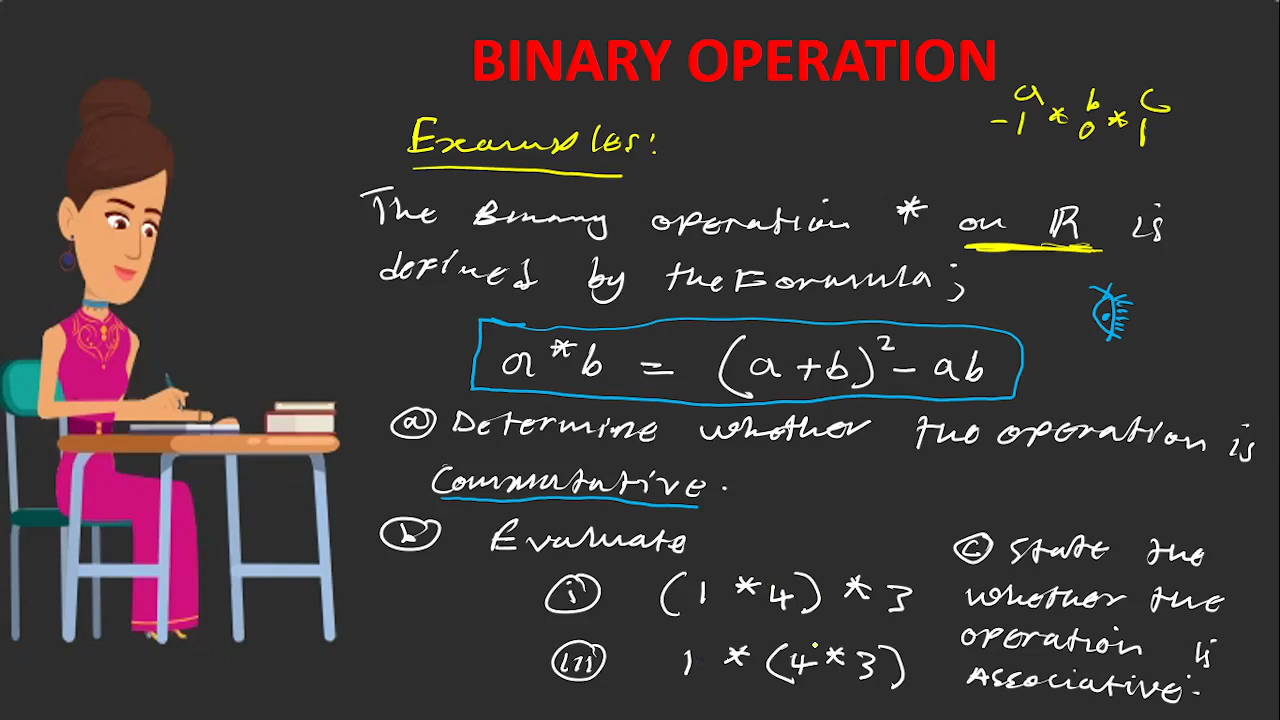 BINARY OPERATION
a b c
-1 * 0 * 1
Examples:
The Binary operation * on ℝ is
defined by the Formula;
a * b = (a + b)² - ab
(a) Determine whether the operation is
Commutative.
(b) Evaluate
(i) (1 * 4) * 3
(iii) 1 * (4 * 3)
(c) State the
whether the
operation is
Associative.